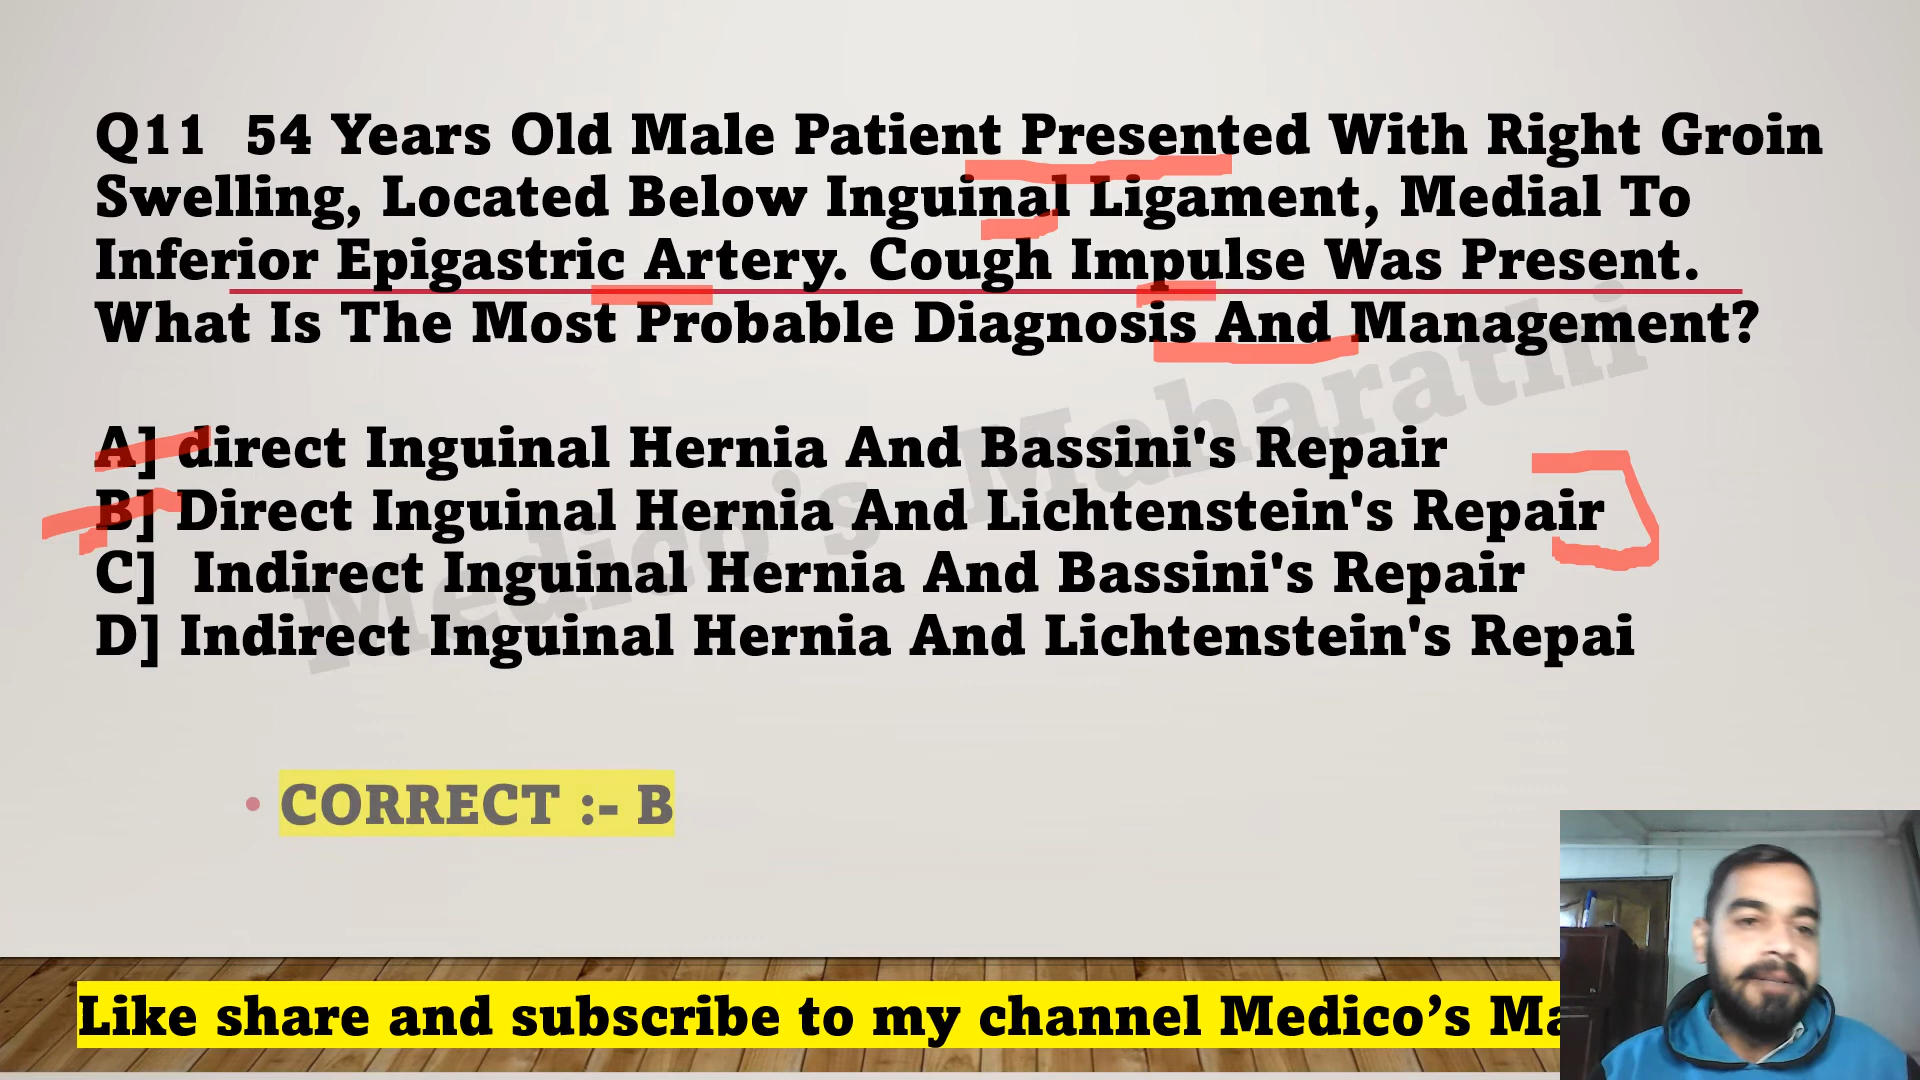 Q11 54 Years Old Male Patient Presented With Right Groin
Swelling, Located Below Inguinal Ligament, Medial To
Inferior Epigastric Artery. Cough Impulse Was Present.
What Is The Most Probable Diagnosis And Management?
A] direct Inguinal Hernia And Bassini's Repair
B] Direct Inguinal Hernia And Lichtenstein's Repair
C] Indirect Inguinal Hernia And Bassini's Repair
D] Indirect Inguinal Hernia And Lichtenstein's Repai
Medico's Maharathi
• CORRECT :- B
Like share and subscribe to my channel Medico’s Ma